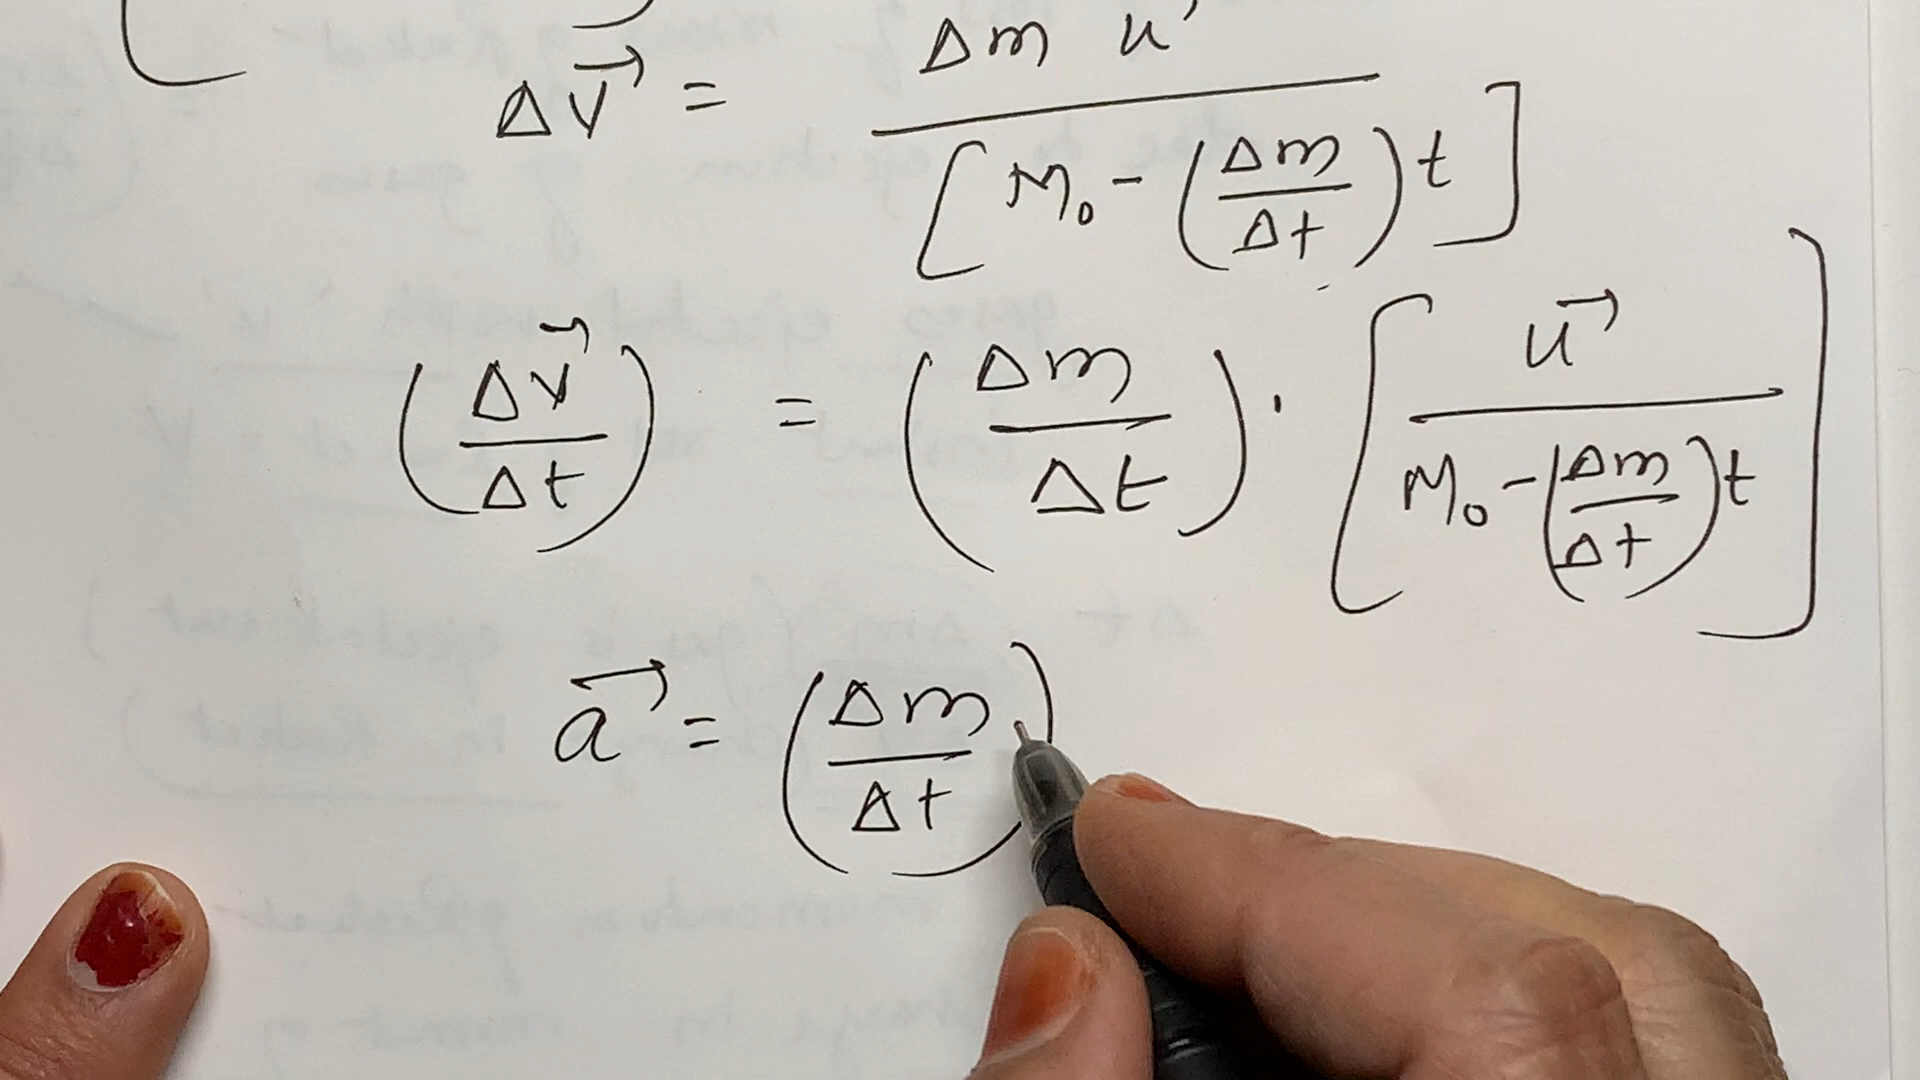 Δv⃗ = Δm u⃗ / [M₀ - (Δm/Δt)t]
(Δv⃗/Δt) = (Δm/Δt) · [u⃗ / M₀ - (Δm/Δt)t]
a⃗ = (Δm/Δt)